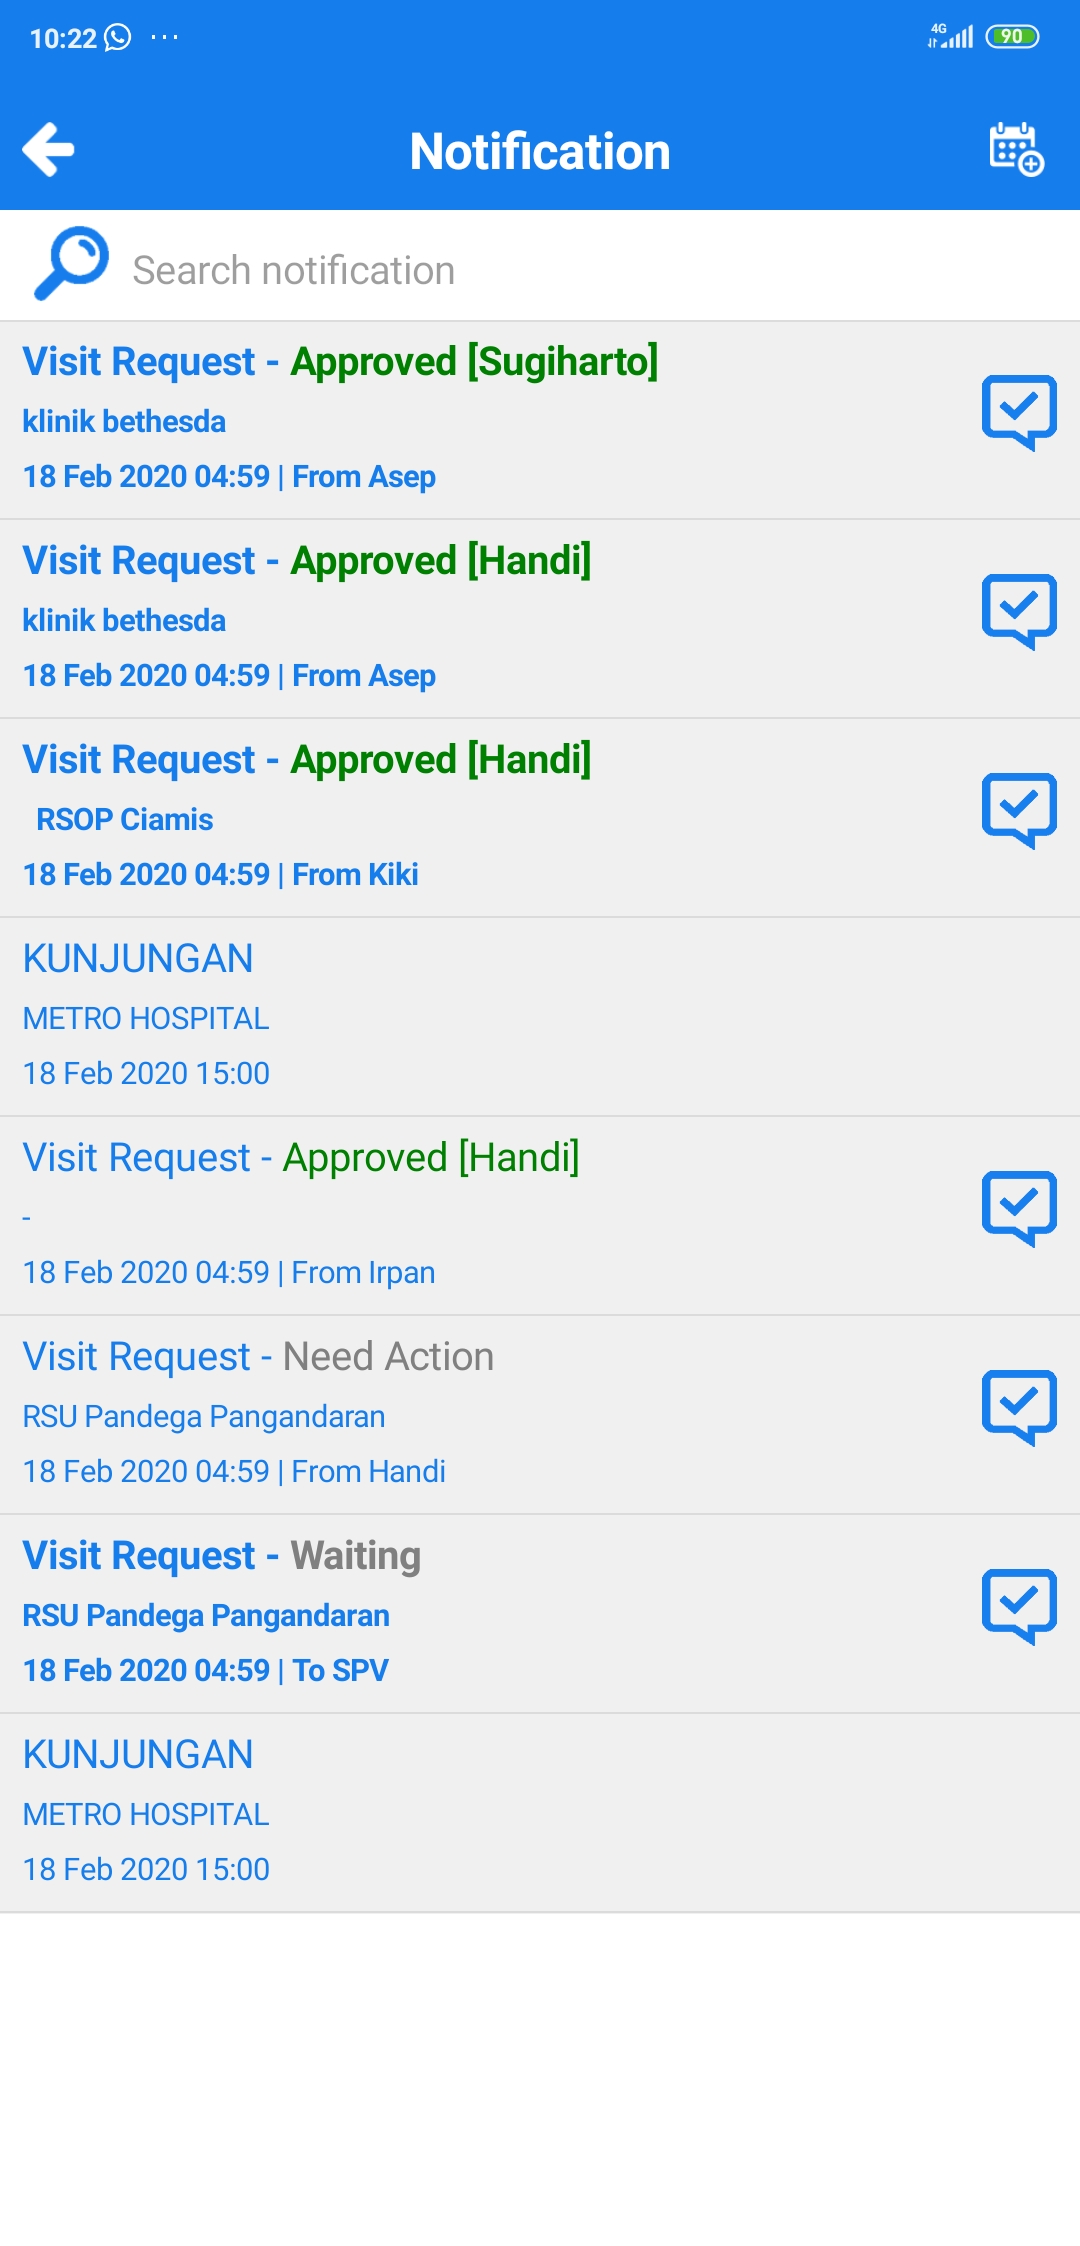 10:22 ...
4G 90
Notification
Search notification
Visit Request - Approved [Sugiharto]
klinik bethesda
18 Feb 2020 04:59 | From Asep
Visit Request - Approved [Handi]
klinik bethesda
18 Feb 2020 04:59 | From Asep
Visit Request - Approved [Handi]
RSOP Ciamis
18 Feb 2020 04:59 | From Kiki
KUNJUNGAN
METRO HOSPITAL
18 Feb 2020 15:00
Visit Request - Approved [Handi]
-
18 Feb 2020 04:59 | From Irpan
Visit Request - Need Action
RSU Pandega Pangandaran
18 Feb 2020 04:59 | From Handi
Visit Request - Waiting
RSU Pandega Pangandaran
18 Feb 2020 04:59 | To SPV
KUNJUNGAN
METRO HOSPITAL
18 Feb 2020 15:00